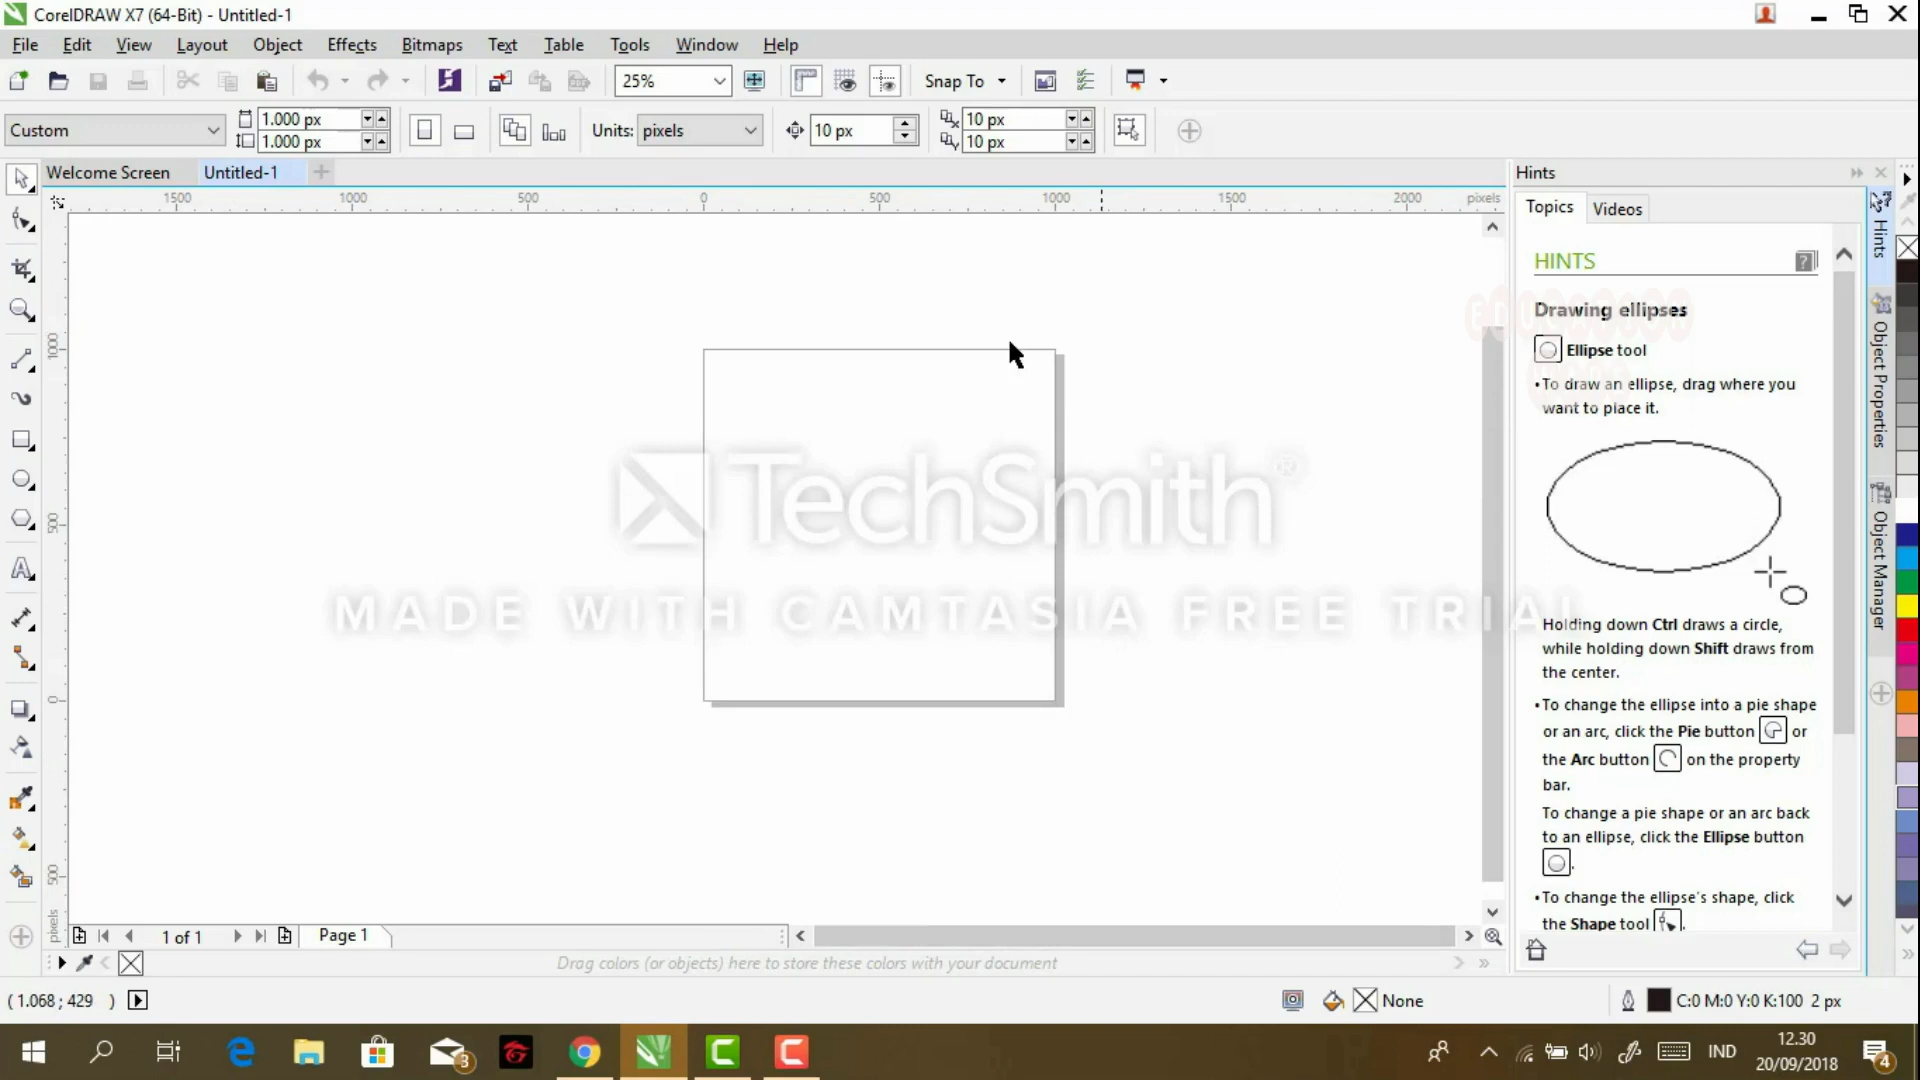 CorelDRAW X7 (64-Bit) - Untitled-1
File Edit View Layout Object Effects Bitmaps Text Table Tools Window Help
25% Snap To
Custom 1.000 px 1.000 px Units: pixels 10 px 10 px 10 px
Welcome Screen Untitled-1
1500 1000 500 0 500 1000 1500 2000 pixels
1000
500
0
500
pixels
TechSmith®
MADE WITH CAMTASIA FREE TRIAL
Hints
Topics Videos
HINTS
Drawing ellipses
Ellipse tool
•To draw an ellipse, drag where you
want to place it.
Holding down Ctrl draws a circle,
while holding down Shift draws from
the center.
•To change the ellipse into a pie shape
or an arc, click the Pie button or
the Arc button on the property
bar.
To change a pie shape or an arc back
to an ellipse, click the Ellipse button
.
•To change the ellipse's shape, click
the Shape tool .
Hints
Object Properties
Object Manager
1 of 1 Page 1
Drag colors (or objects) here to store these colors with your document
( 1.068 ; 429 ) None C:0 M:0 Y:0 K:100 2 px
3 IND 12.30
20/09/2018 4